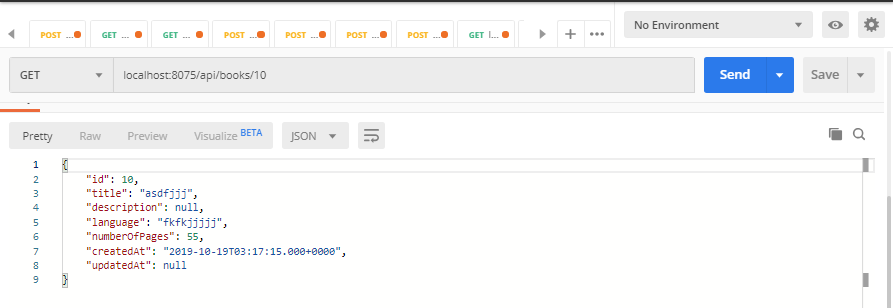 POST ... GET ... GET ... POST ... POST ... POST ... POST ... GET l...
No Environment
GET localhost:8075/api/books/10 Send Save
Pretty Raw Preview Visualize BETA JSON
1 {
2 "id": 10,
3 "title": "asdfjjj",
4 "description": null,
5 "language": "fkfkjjjjj",
6 "numberOfPages": 55,
7 "createdAt": "2019-10-19T03:17:15.000+0000",
8 "updatedAt": null
9 }